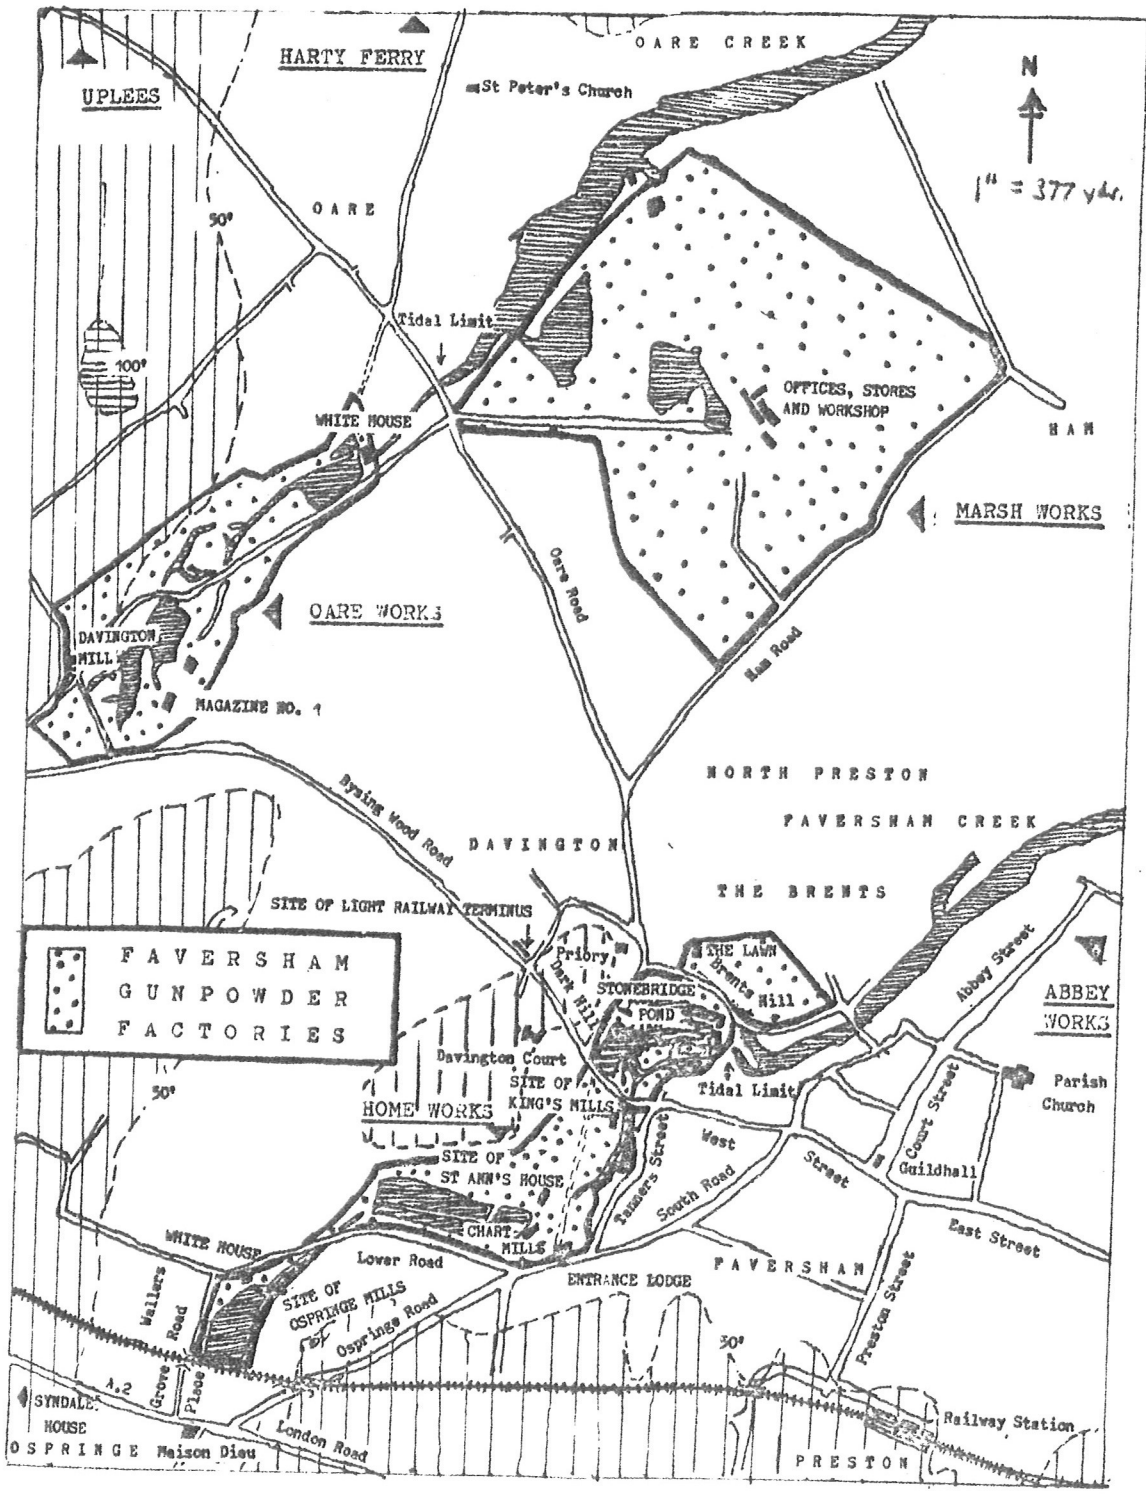 OARE CREEK
HARTY FERRY
UPLEES
St Peter's Church
N
1" = 377 yds.
OARE
50'
Tidal Limit
100'
OFFICES, STORES
AND WORKSHOP
WHITE HOUSE
HAM
MARSH WORKS
Oare Road
OARE WORKS
DAVINGTON
MILL
Ham Road
MAGAZINE NO. 1
NORTH PRESTON
Bysing Wood Road
FAVERSHAM CREEK
DAVINGTON
THE BRENTS
SITE OF LIGHT RAILWAY TERMINUS
Abbey Street
Priory
THE LAWN
Brents Hill
FAVERSHAM
GUNPOWDER
FACTORIES
Dark Hill
STONEBRIDGE
POND
ABBEY
WORKS
Davington Court
SITE OF
KING'S MILLS
Tidal Limit
Parish
Church
50'
HOME WORKS
Court Street
West
Street
Guildhall
SITE OF
ST ANN'S HOUSE
Tanners Street
South Road
CHART
MILLS
East Street
WHITE HOUSE
Lower Road
FAVERSHAM
ENTRANCE LODGE
Wallers
Road
SITE OF
OSPRINGE MILLS
Ospringe Road
Preston Street
50'
A.2
Grove
Place
SYNDALE
HOUSE
London Road
Railway Station
OSPRINGE
Maison Dieu
PRESTON